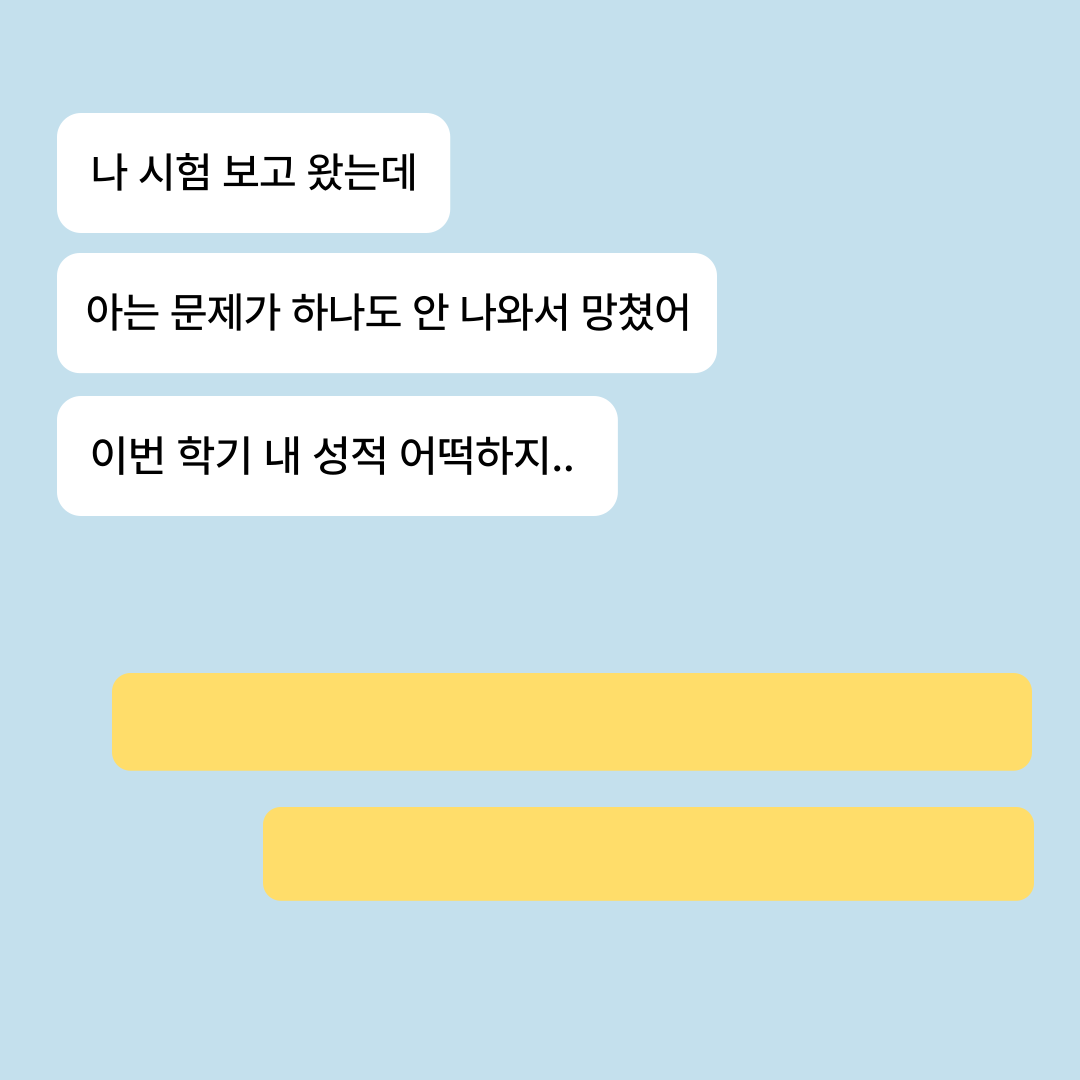 나 시험 보고 왔는데
아는 문제가 하나도 안 나와서 망쳤어
이번 학기 내 성적 어떡하지..